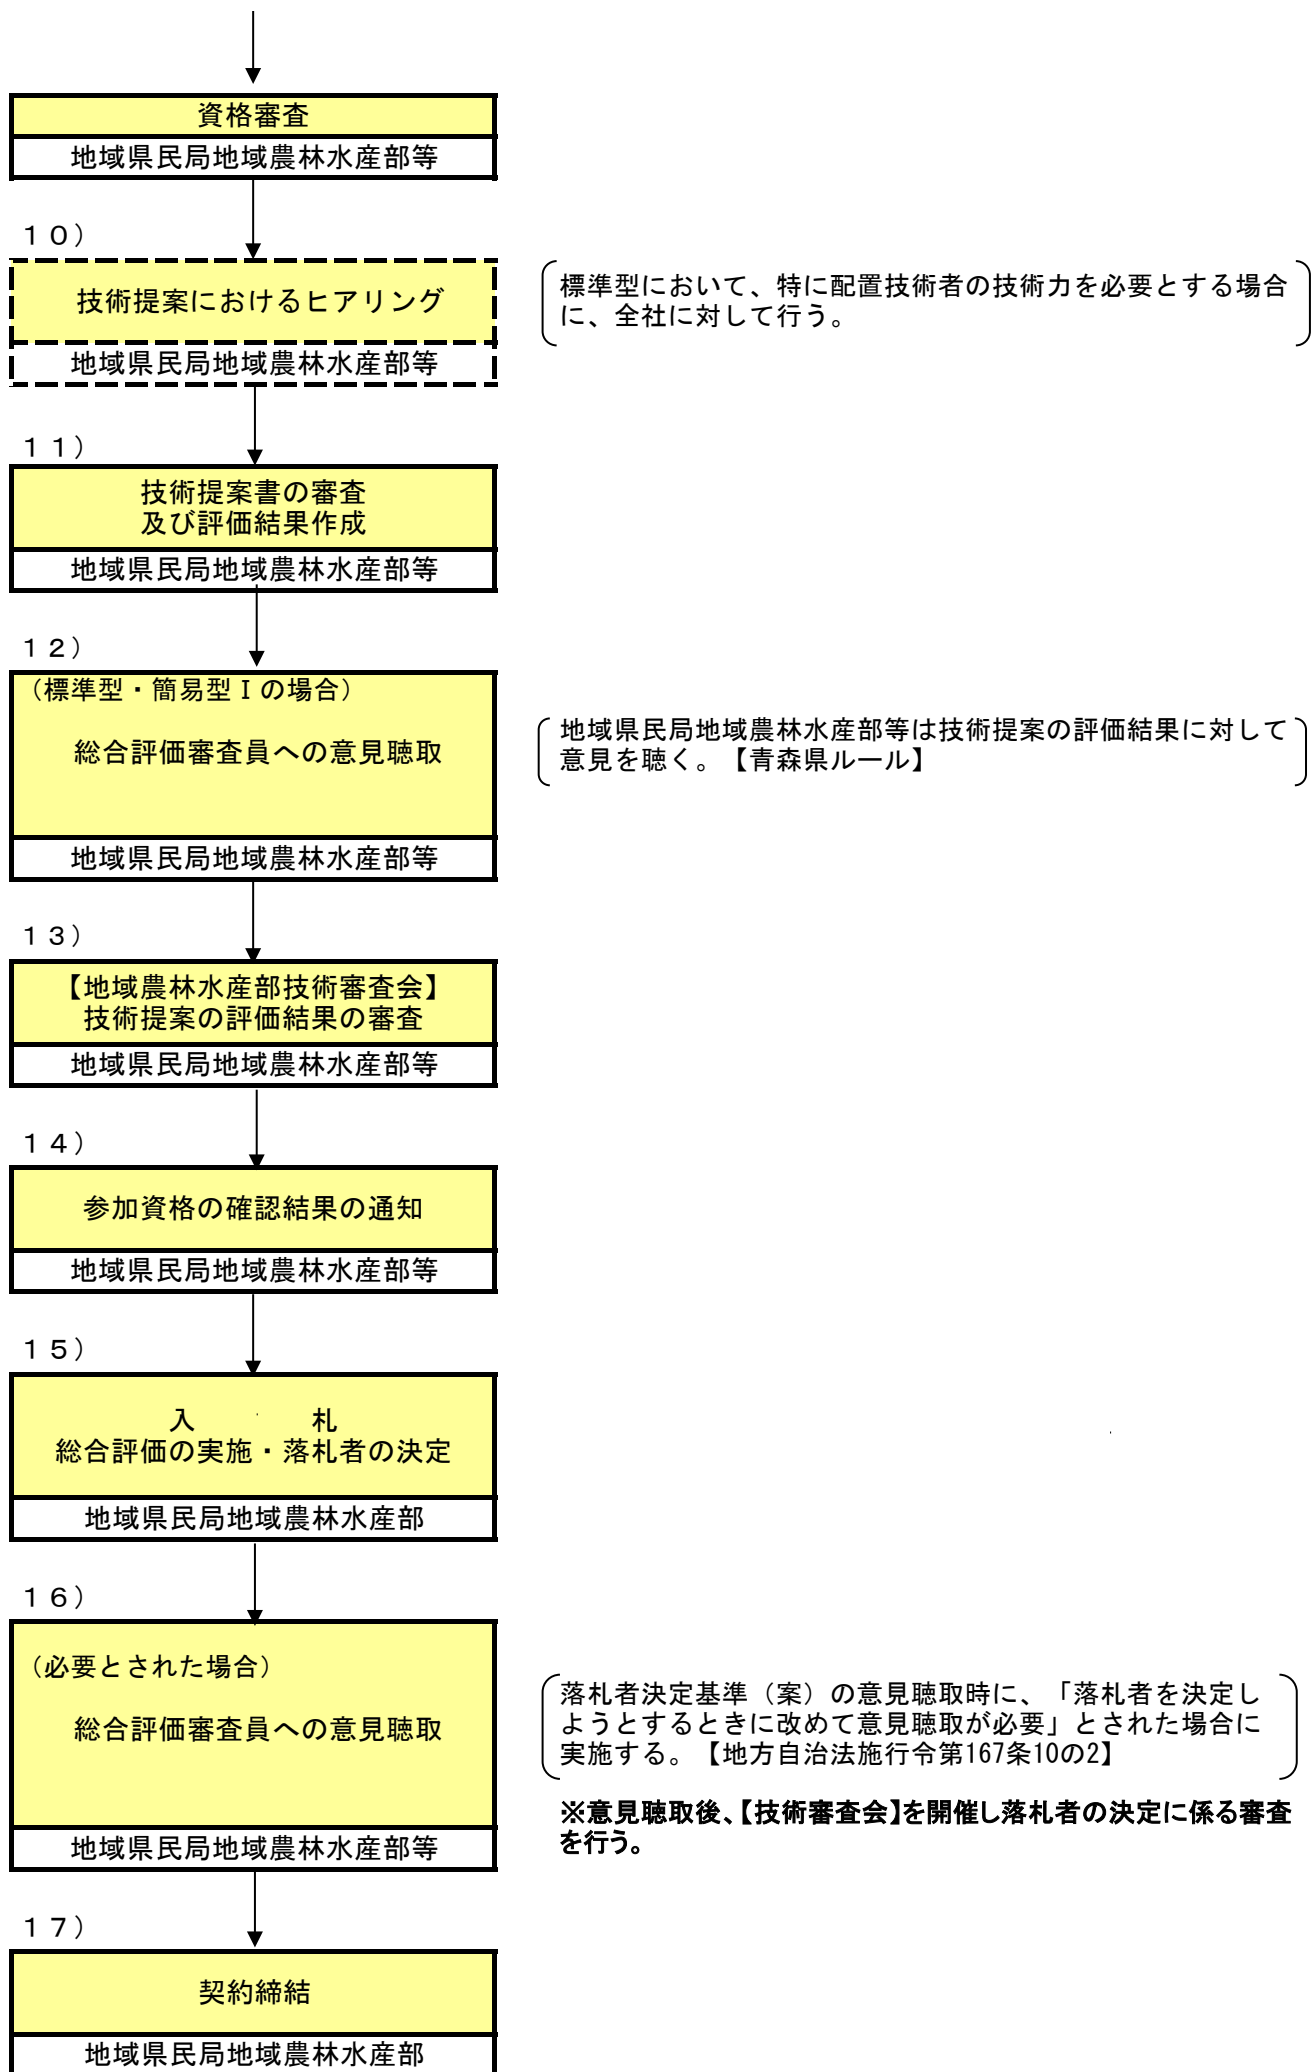 資格審査
地域県民局地域農林水産部等
１０）
技術提案におけるヒアリング
地域県民局地域農林水産部等
標準型において、特に配置技術者の技術力を必要とする場合
に、全社に対して行う。
１１）
技術提案書の審査
及び評価結果作成
地域県民局地域農林水産部等
１２）
（標準型・簡易型Ⅰの場合）
総合評価審査員への意見聴取
地域県民局地域農林水産部等
地域県民局地域農林水産部等は技術提案の評価結果に対して
意見を聴く。【青森県ルール】
１３）
【地域農林水産部技術審査会】
技術提案の評価結果の審査
地域県民局地域農林水産部等
１４）
参加資格の確認結果の通知
地域県民局地域農林水産部等
１５）
入　　　　札
総合評価の実施・落札者の決定
地域県民局地域農林水産部
１６）
（必要とされた場合）
総合評価審査員への意見聴取
地域県民局地域農林水産部等
落札者決定基準（案）の意見聴取時に、「落札者を決定し
ようとするときに改めて意見聴取が必要」とされた場合に
実施する。【地方自治法施行令第167条10の2】
※意見聴取後、【技術審査会】を開催し落札者の決定に係る審査
を行う。
１７）
契約締結
地域県民局地域農林水産部